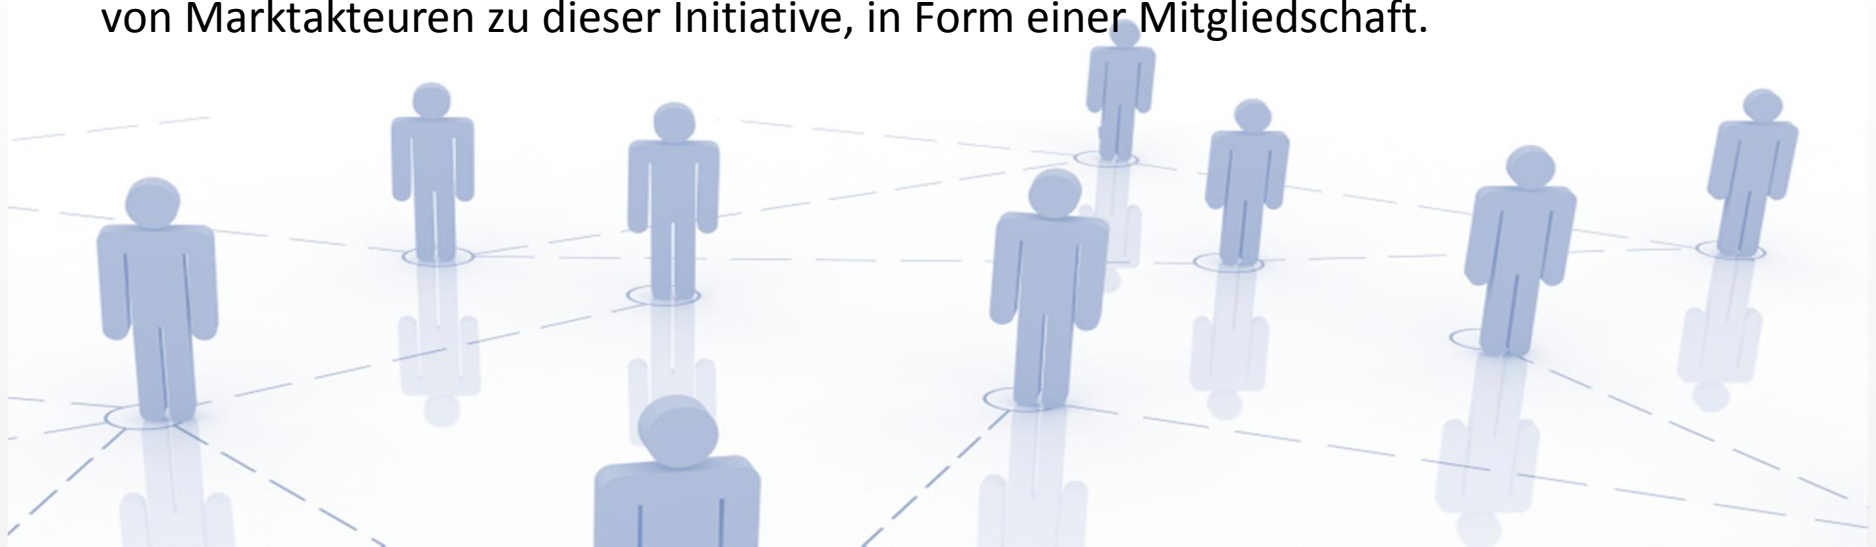 von Marktakteuren zu dieser Initiative, in Form einer Mitgliedschaft.